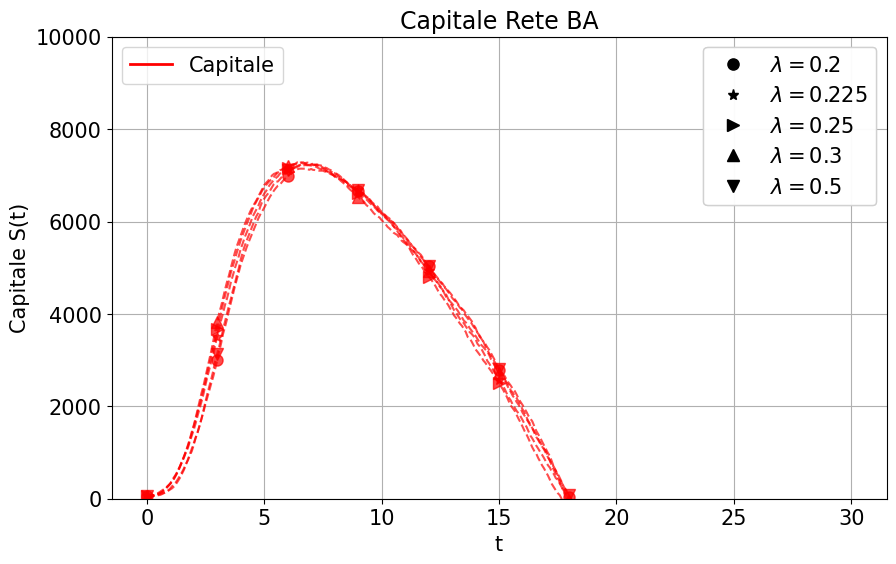 Capitale Rete BA
Capitale
λ = 0.2
λ = 0.225
λ = 0.25
λ = 0.3
λ = 0.5
Capitale S(t)
10000
8000
6000
4000
2000
0
0 5 10 15 20 25 30
t